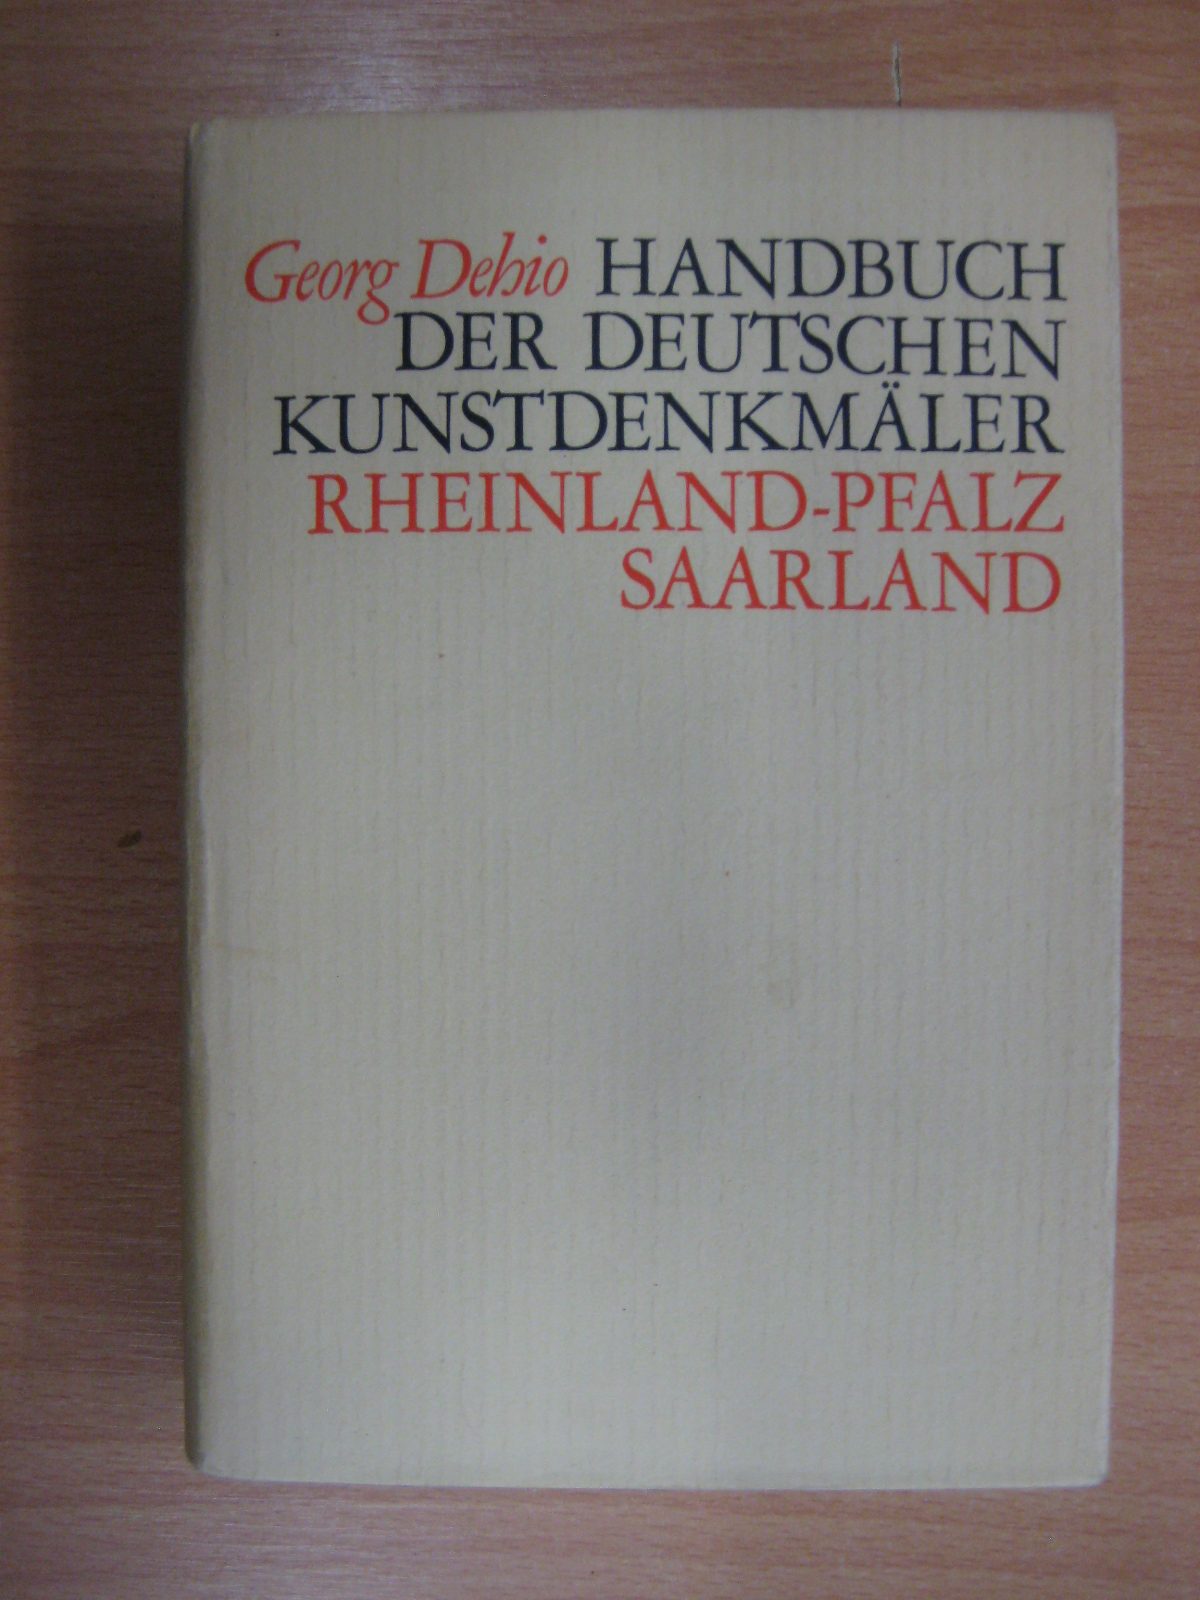 Georg Dehio HANDBUCH
DER DEUTSCHEN
KUNSTDENKMÄLER
RHEINLAND-PFALZ
SAARLAND